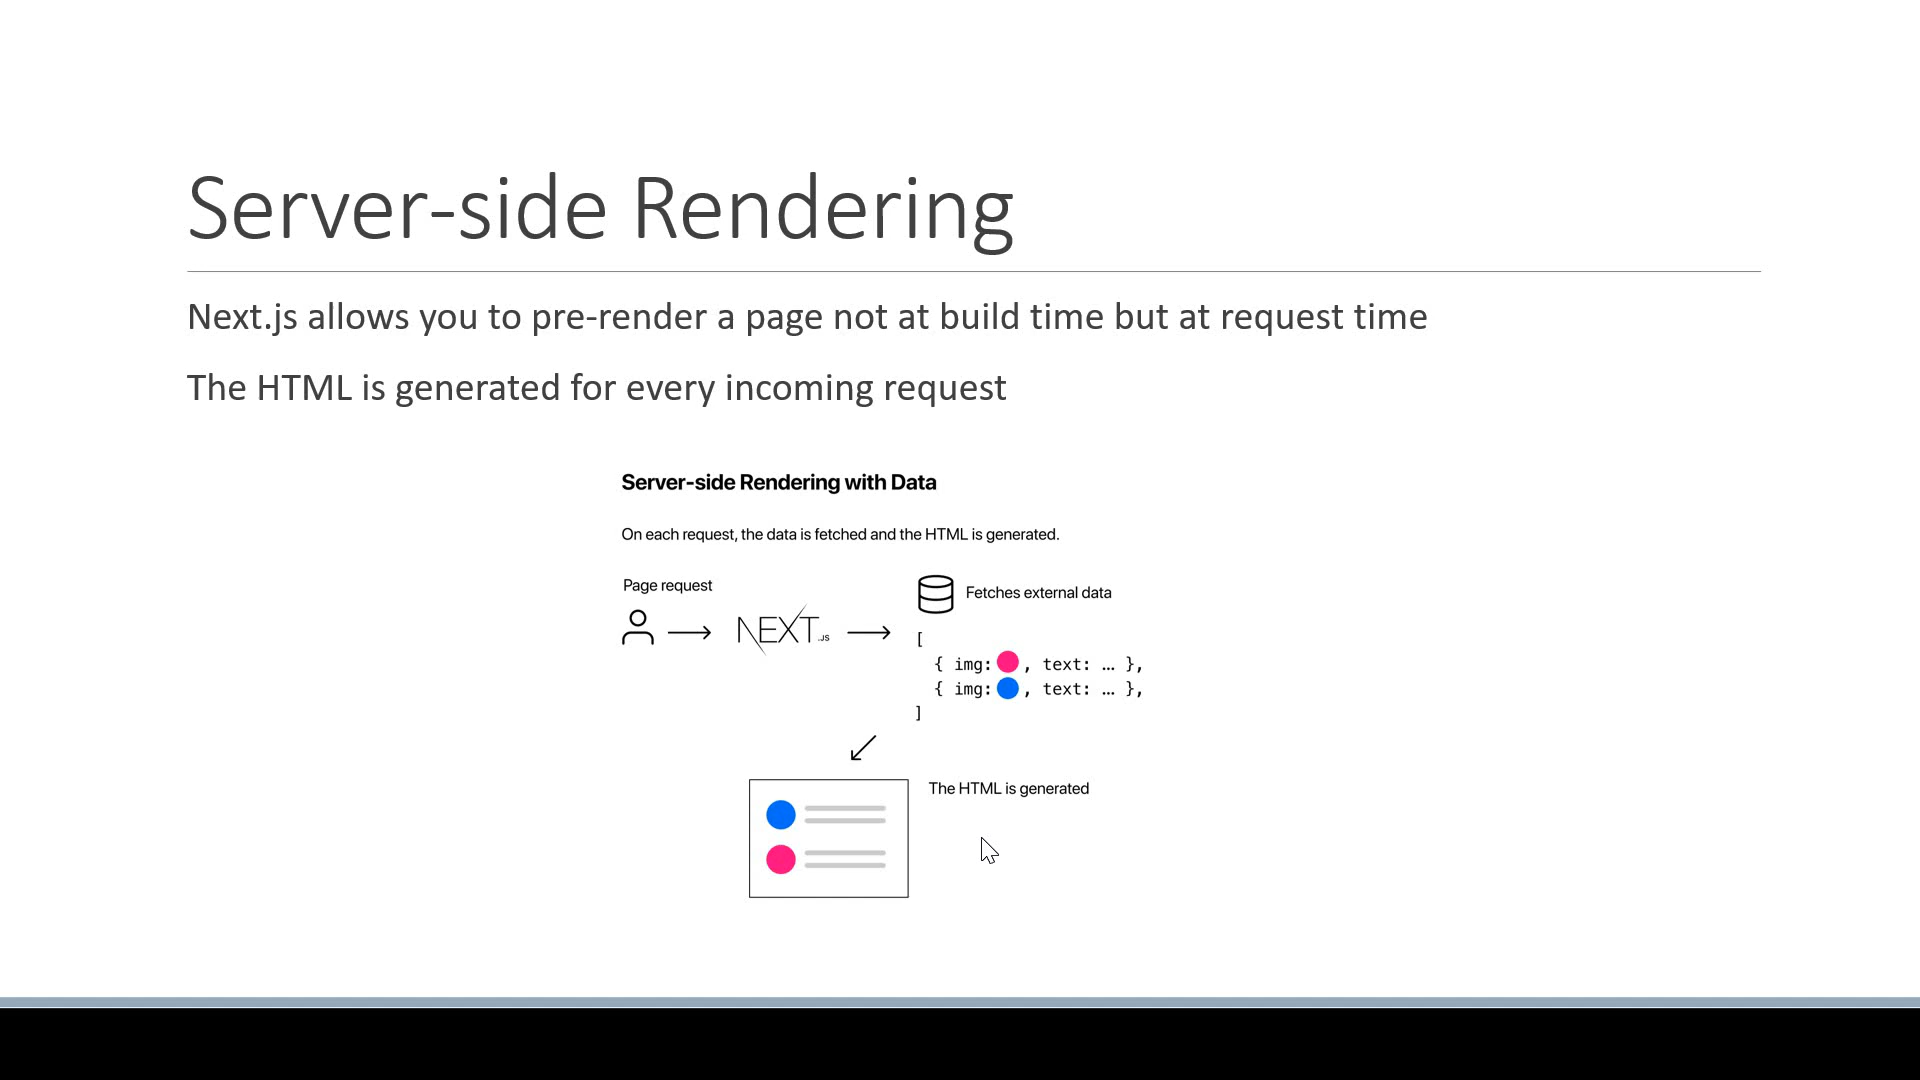 Server-side Rendering
Next.js allows you to pre-render a page not at build time but at request time
The HTML is generated for every incoming request
Server-side Rendering with Data
On each request, the data is fetched and the HTML is generated.
Page request
NEXT.JS
Fetches external data
[
{ img: , text: … },
{ img: , text: … },
]
The HTML is generated